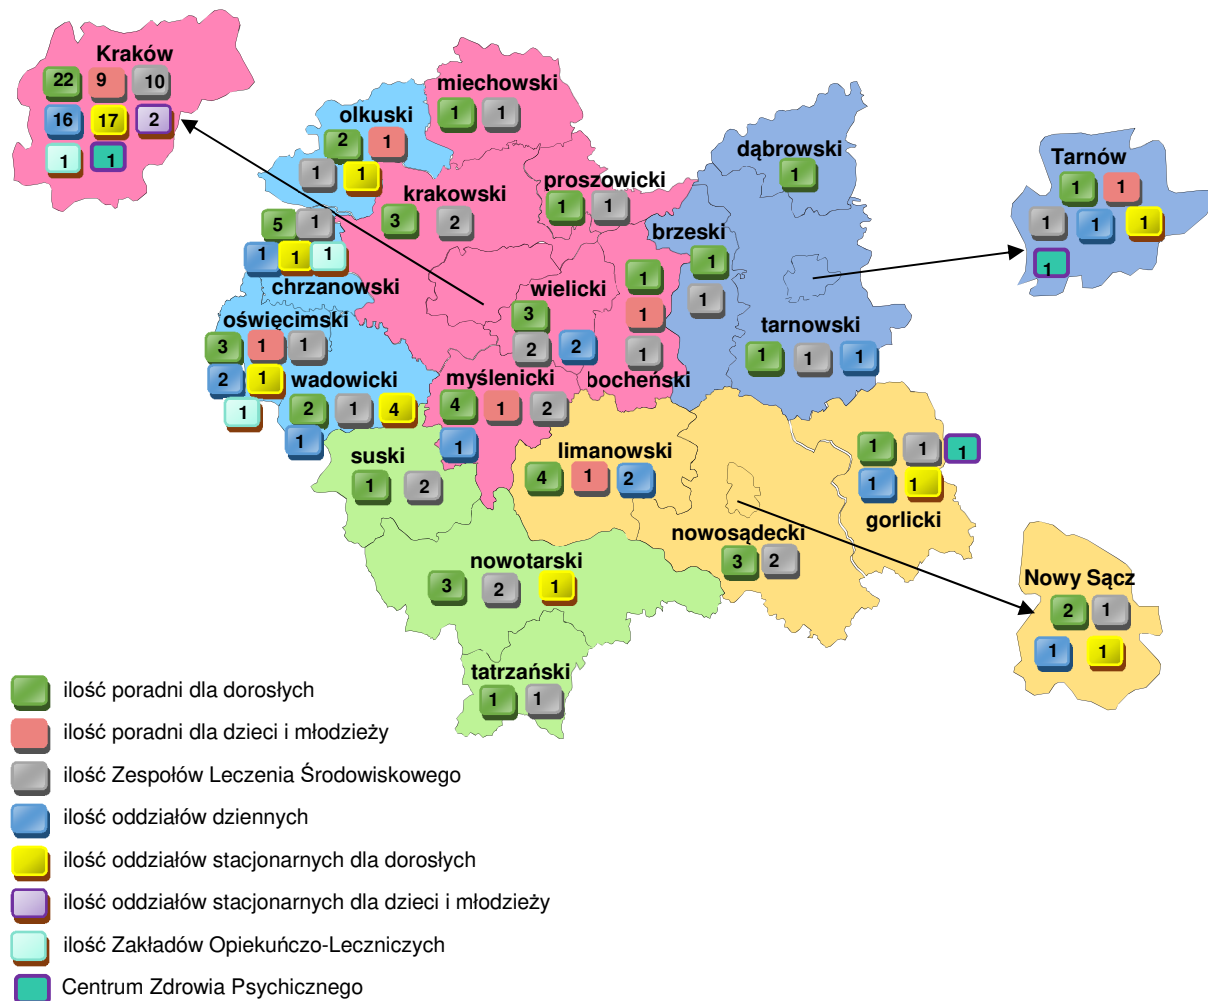 Kraków
22 9 10
16 17 2
1 1
miechowski
1 1
olkuski
2 1
1 1
krakowski
3 2
proszowicki
1 1
dąbrowski
1
Tarnów
1 1
1 1 1
1
brzeski
1
1
5 1
1 1 1
chrzanowski
wielicki
3
2 2
1
1
1
bocheński
tarnowski
1 1 1
oświęcimski
3 1 1
2 1
1
wadowicki
2 1 4
1
myślenicki
4 1 2
1
suski
1 2
limanowski
4 1 2
1 1 1
1 1
gorlicki
nowosądecki
3 2
nowotarski
3 2 1
Nowy Sącz
2 1
1 1
tatrzański
1 1
ilość poradni dla dorosłych
ilość poradni dla dzieci i młodzieży
ilość Zespołów Leczenia Środowiskowego
ilość oddziałów dziennych
ilość oddziałów stacjonarnych dla dorosłych
ilość oddziałów stacjonarnych dla dzieci i młodzieży
ilość Zakładów Opiekuńczo-Leczniczych
Centrum Zdrowia Psychicznego